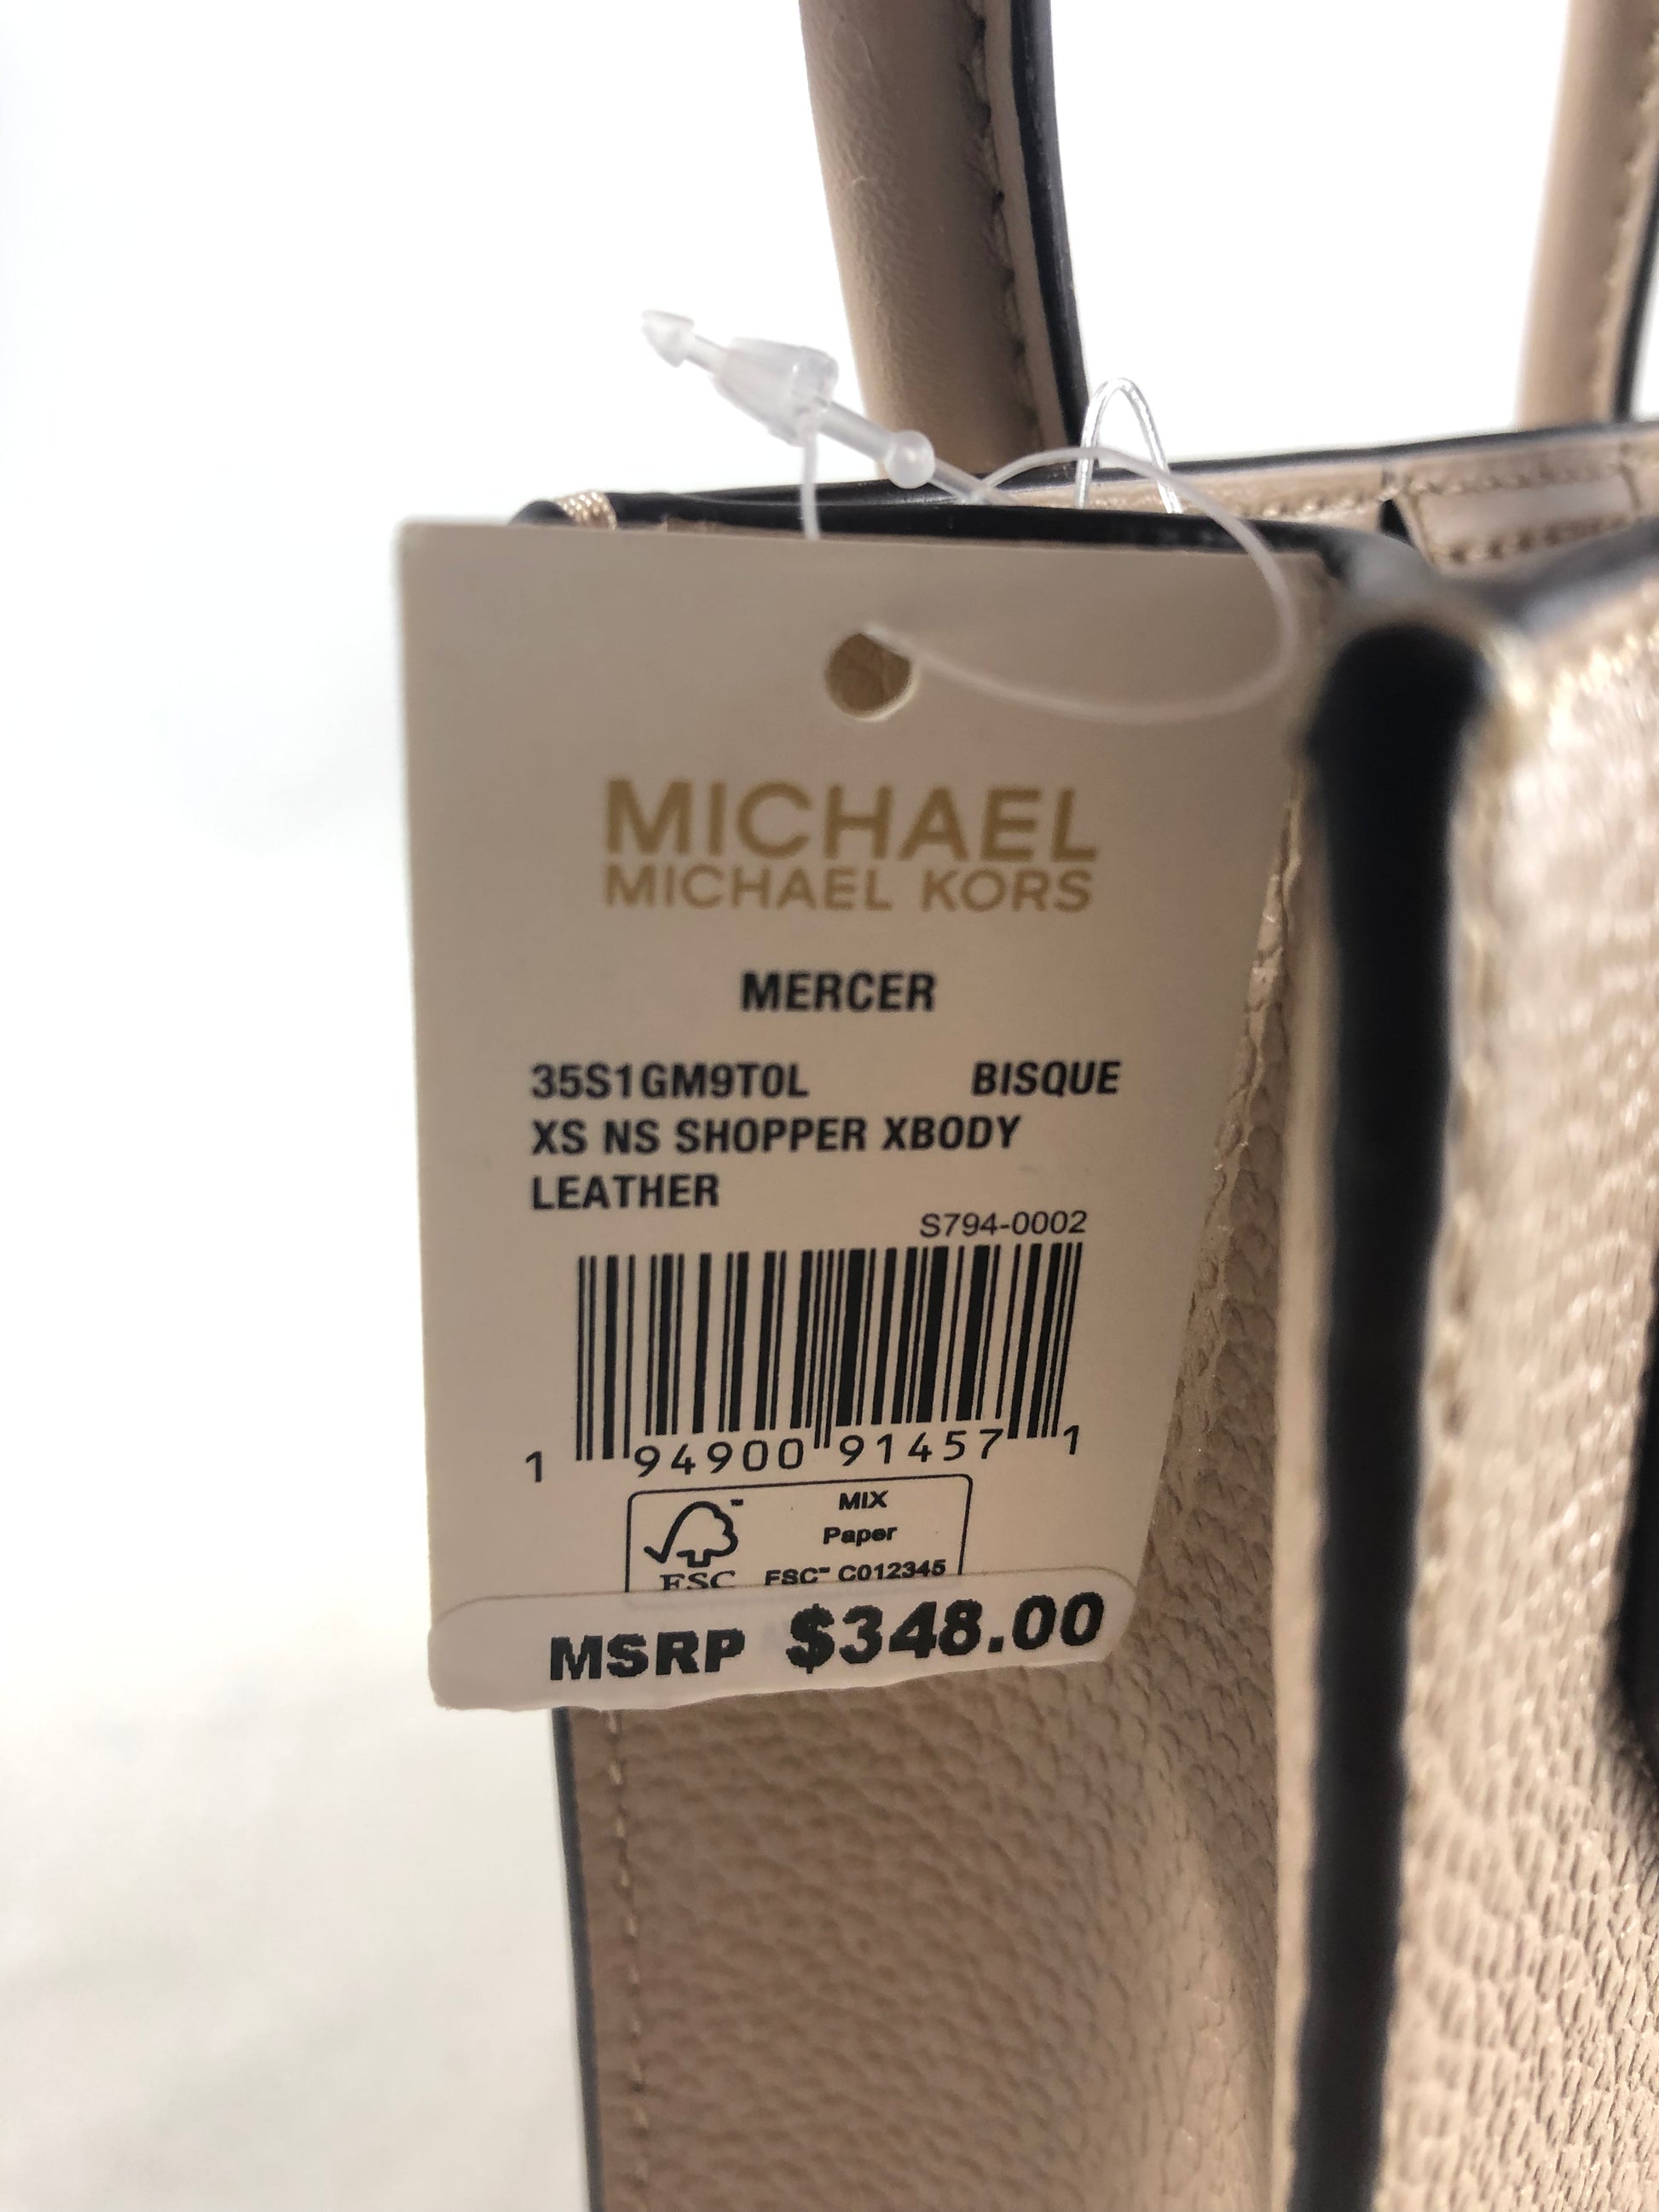 MICHAEL
MICHAEL KORS
MERCER
35S1GM9T0L BISQUE
XS NS SHOPPER XBODY
LEATHER
S794-0002
1 94900 91457 1
MIX
Paper
FSC™ C012345
FSC
MSRP $348.00